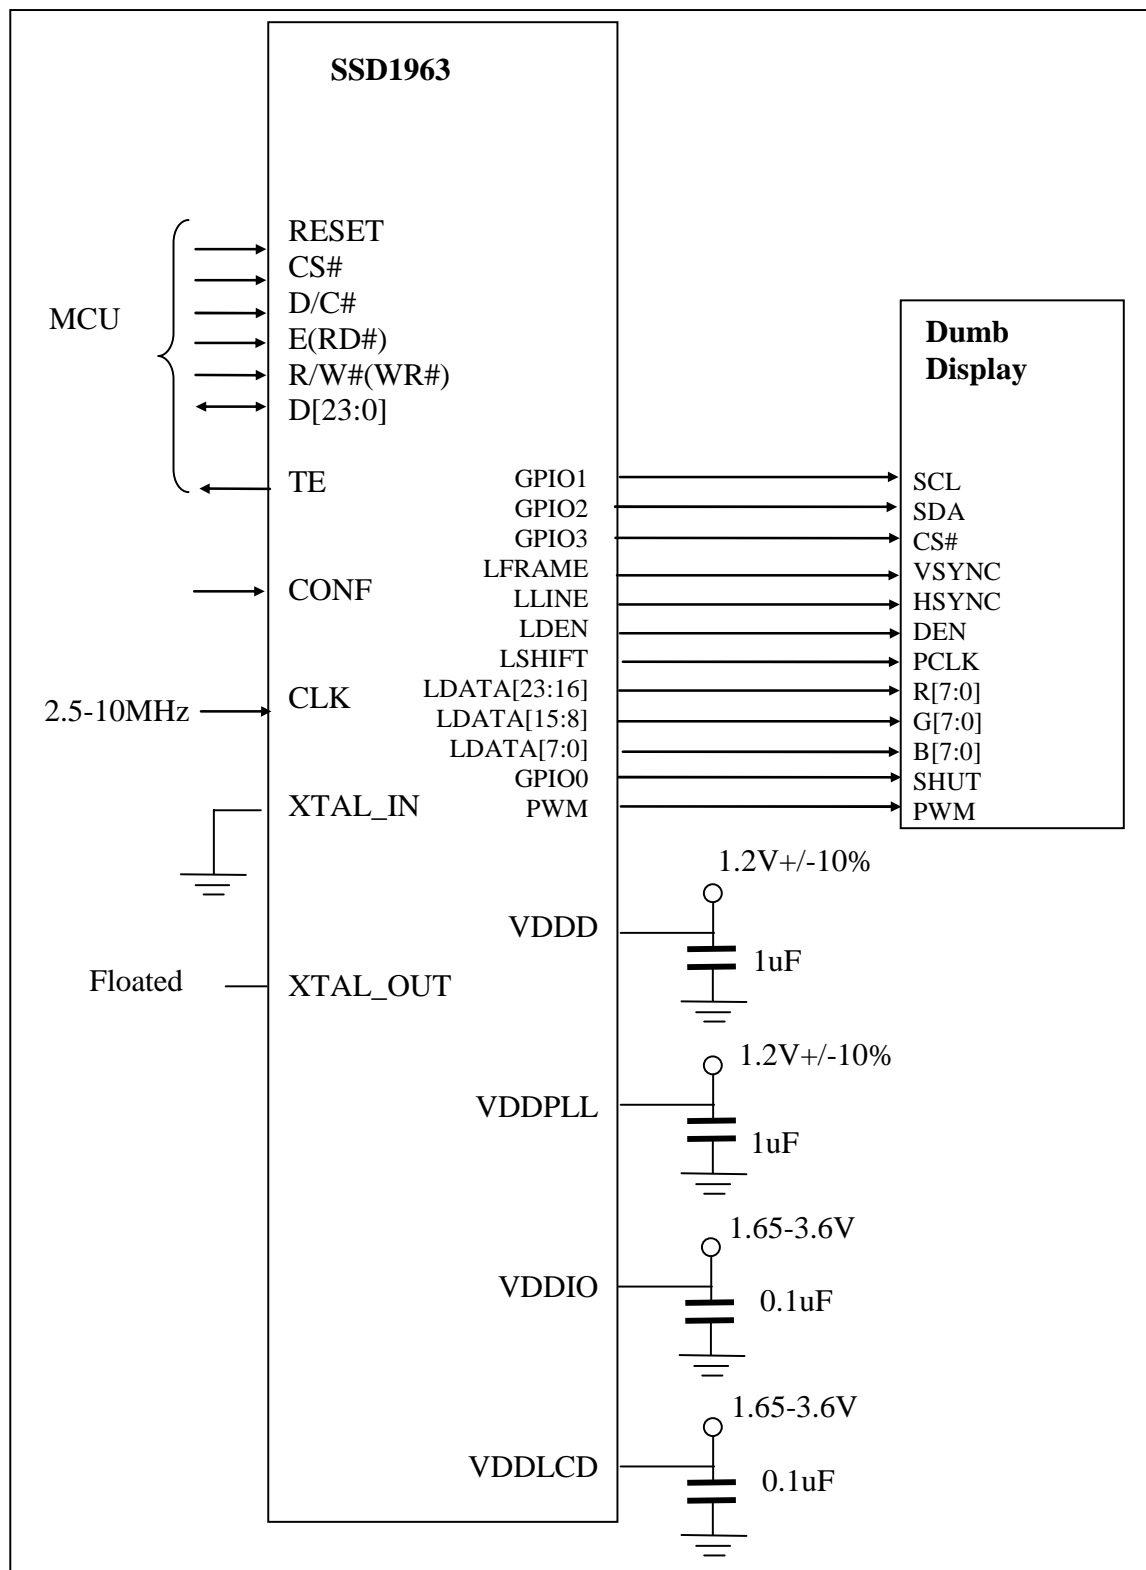 SSD1963
RESET
CS#
D/C#
MCU
E(RD#)
R/W#(WR#)
D[23:0]
TE
CONF
2.5-10MHz
CLK
XTAL_IN
Floated
XTAL_OUT
GPIO1
GPIO2
GPIO3
LFRAME
LLINE
LDEN
LSHIFT
LDATA[23:16]
LDATA[15:8]
LDATA[7:0]
GPIO0
PWM
Dumb
Display
SCL
SDA
CS#
VSYNC
HSYNC
DEN
PCLK
R[7:0]
G[7:0]
B[7:0]
SHUT
PWM
1.2V+/-10%
VDDD
1uF
1.2V+/-10%
VDDPLL
1uF
1.65-3.6V
VDDIO
0.1uF
1.65-3.6V
VDDLCD
0.1uF